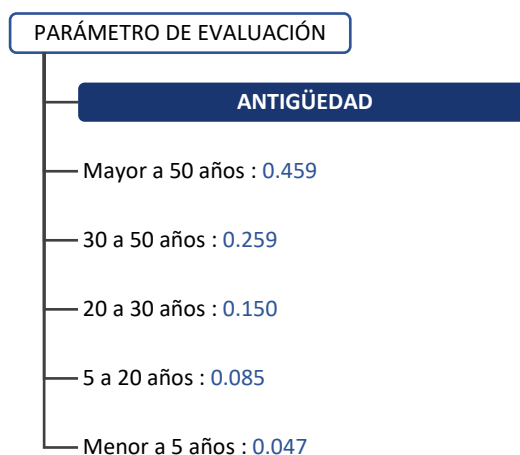 PARÁMETRO DE EVALUACIÓN
ANTIGÜEDAD
Mayor a 50 años : 0.459
30 a 50 años : 0.259
20 a 30 años : 0.150
5 a 20 años : 0.085
Menor a 5 años : 0.047